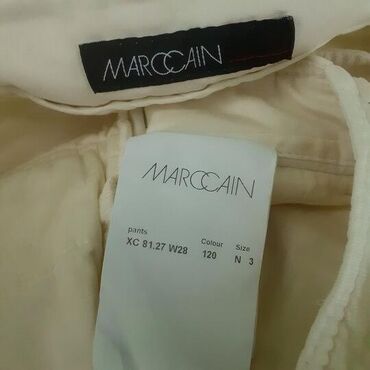 MARCCAIN
MARCCAIN
pants Colour Size
XC 81.27 W28 120 N 3